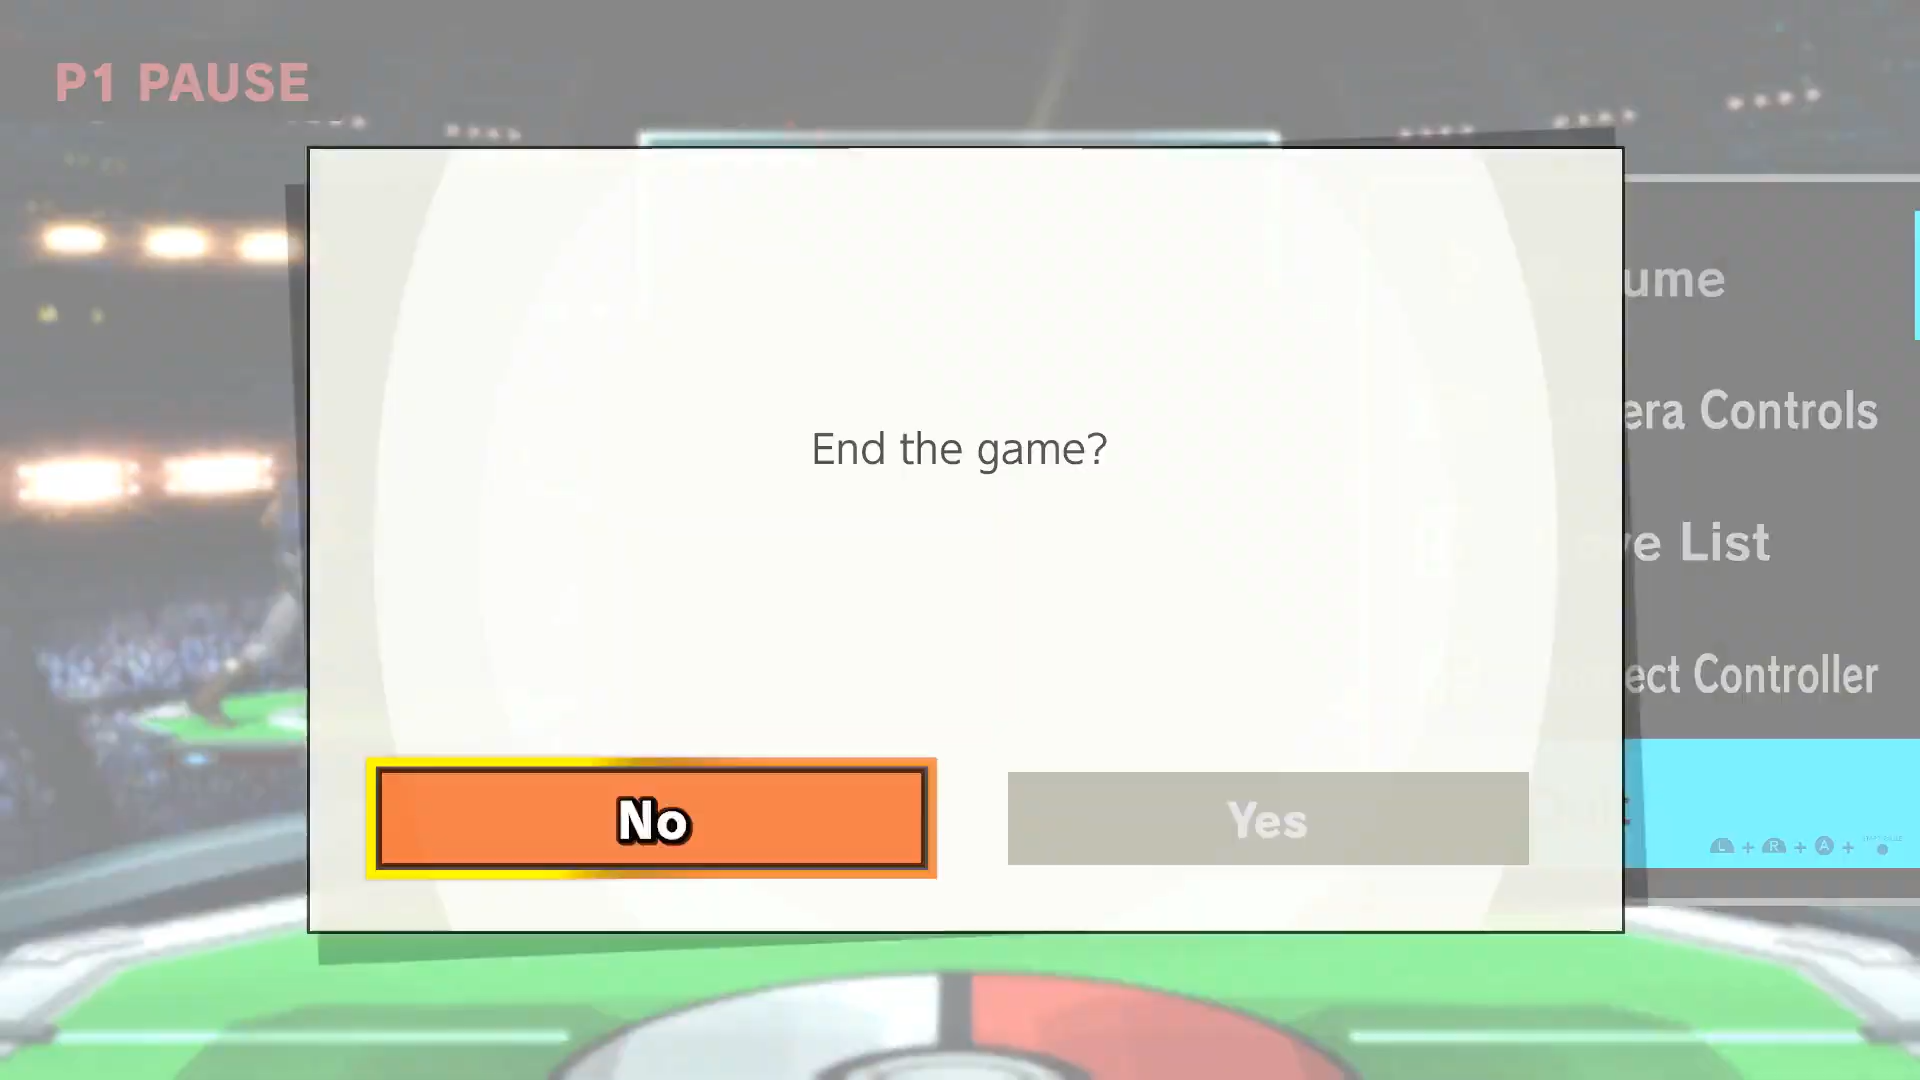 P1 PAUSE
ume
era Controls
End the game?
e List
ect Controller
No
Yes
L + R + A +